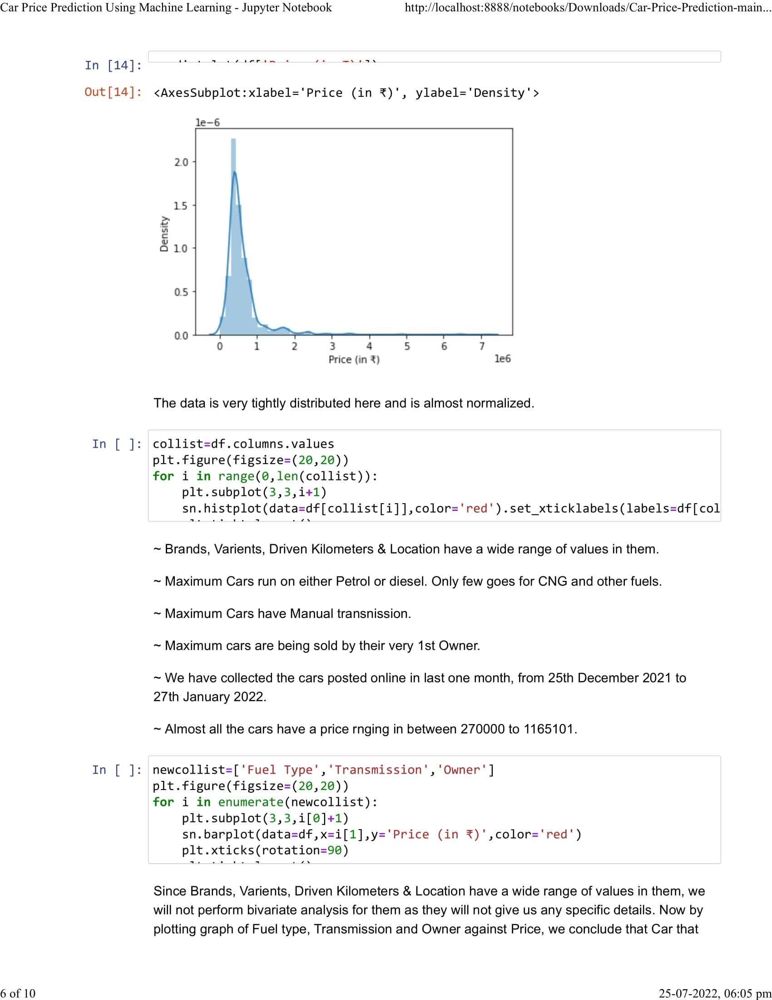 Car Price Prediction Using Machine Learning - Jupyter Notebook
http://localhost:8888/notebooks/Downloads/Car-Price-Prediction-main...
In [14]:
Out[14]: <AxesSubplot:xlabel='Price (in ₹)', ylabel='Density'>
1e−6
2.0
1.5
1.0
0.5
0.0
Density
0 1 2 3 4 5 6 7
Price (in ₹)
1e6
The data is very tightly distributed here and is almost normalized.
In [ ]: collist=df.columns.values
plt.figure(figsize=(20,20))
for i in range(0,len(collist)):
    plt.subplot(3,3,i+1)
    sn.histplot(data=df[collist[i]],color='red').set_xticklabels(labels=df[col
~ Brands, Varients, Driven Kilometers & Location have a wide range of values in them.
~ Maximum Cars run on either Petrol or diesel. Only few goes for CNG and other fuels.
~ Maximum Cars have Manual transnission.
~ Maximum cars are being sold by their very 1st Owner.
~ We have collected the cars posted online in last one month, from 25th December 2021 to
27th January 2022.
~ Almost all the cars have a price rnging in between 270000 to 1165101.
In [ ]: newcollist=['Fuel Type','Transmission','Owner']
plt.figure(figsize=(20,20))
for i in enumerate(newcollist):
    plt.subplot(3,3,i[0]+1)
    sn.barplot(data=df,x=i[1],y='Price (in ₹)',color='red')
    plt.xticks(rotation=90)
Since Brands, Varients, Driven Kilometers & Location have a wide range of values in them, we
will not perform bivariate analysis for them as they will not give us any specific details. Now by
plotting graph of Fuel type, Transmission and Owner against Price, we conclude that Car that
6 of 10
25-07-2022, 06:05 pm